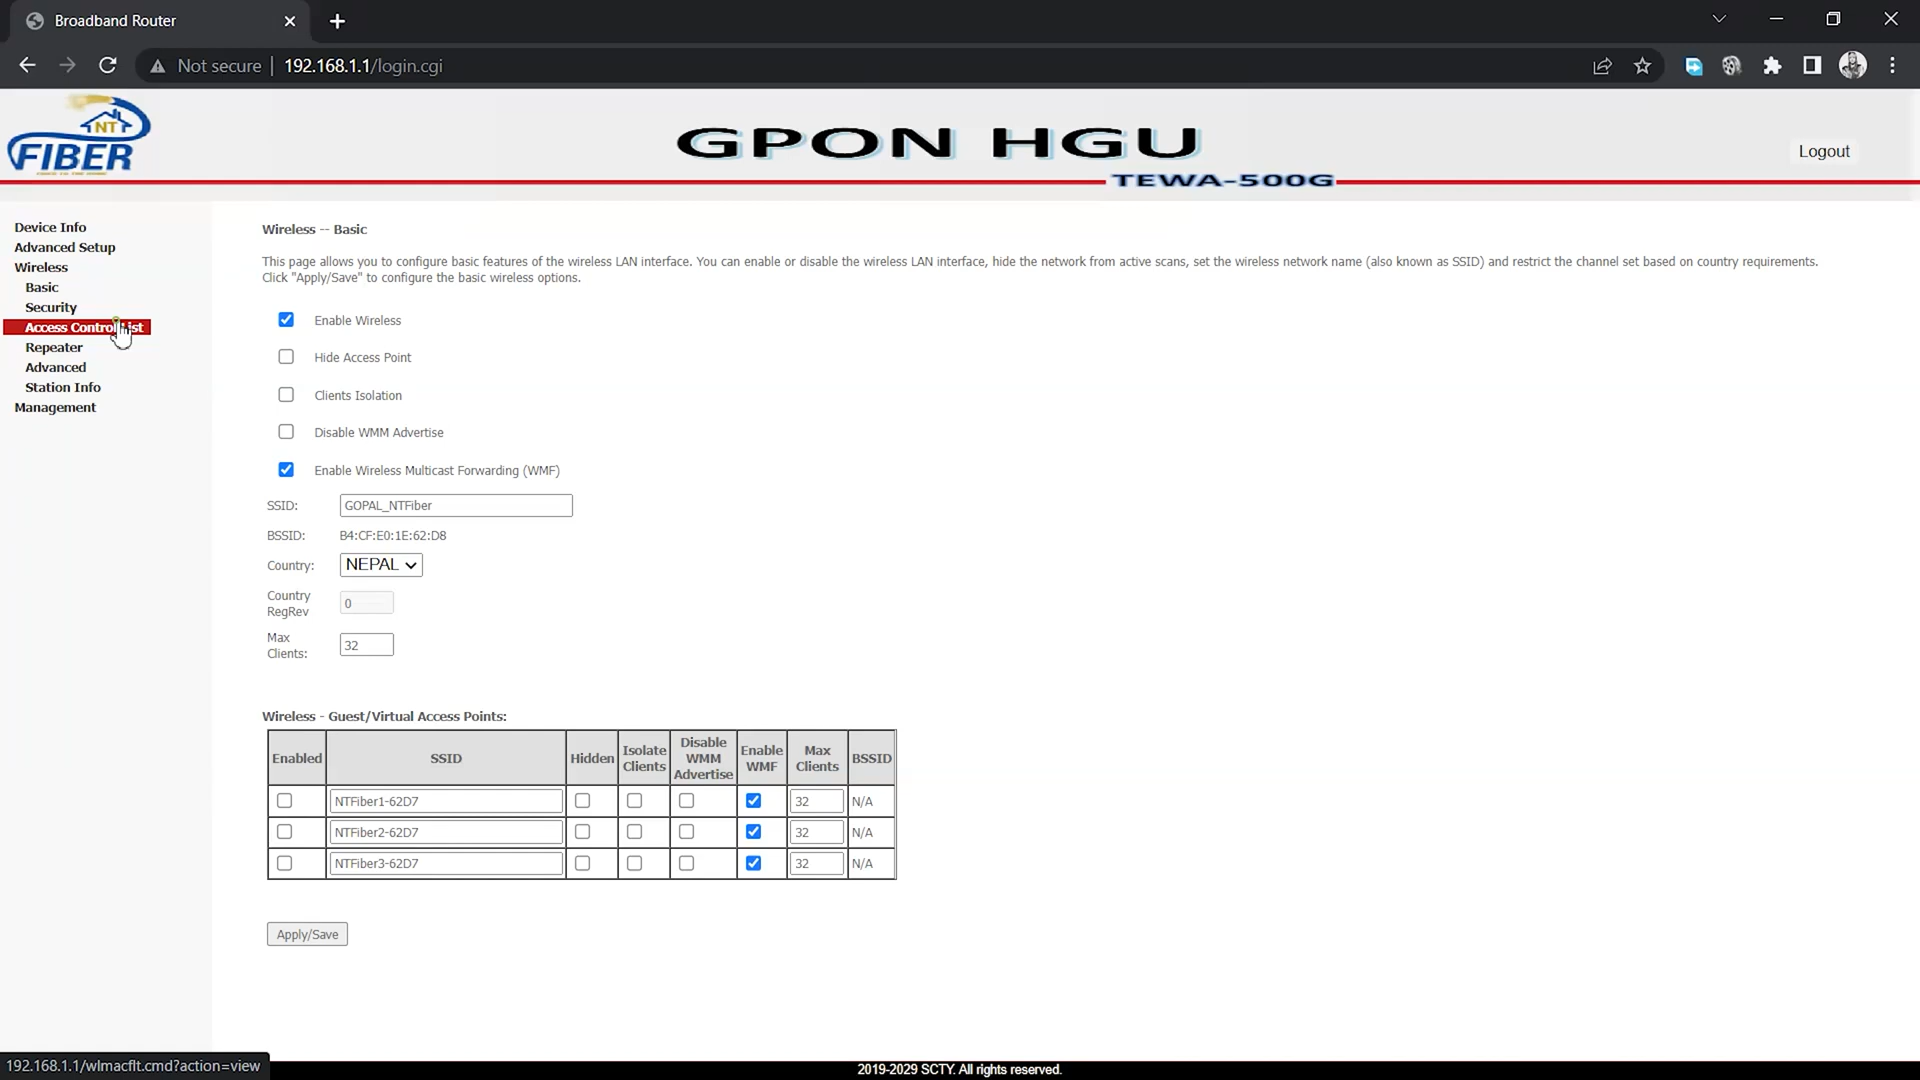 Broadband Router
Not secure | 192.168.1.1/login.cgi
NT
FIBER
GPON HGU
TEWA-500G
Logout
Device Info
Advanced Setup
Wireless
Basic
Security
Access Control List
Repeater
Advanced
Station Info
Management
Wireless -- Basic
This page allows you to configure basic features of the wireless LAN interface. You can enable or disable the wireless LAN interface, hide the network from active scans, set the wireless network name (also known as SSID) and restrict the channel set based on country requirements.
Click "Apply/Save" to configure the basic wireless options.
Enable Wireless
Hide Access Point
Clients Isolation
Disable WMM Advertise
Enable Wireless Multicast Forwarding (WMF)
SSID: GOPAL_NTFiber
BSSID: B4:CF:E0:1E:62:D8
Country: NEPAL
Country
RegRev
0
Max
Clients:
32
Wireless - Guest/Virtual Access Points:
Enabled SSID Hidden Isolate Clients Disable WMM Advertise Enable WMF Max Clients BSSID
NTFiber1-62D7 32 N/A
NTFiber2-62D7 32 N/A
NTFiber3-62D7 32 N/A
Apply/Save
192.168.1.1/wlmacflt.cmd?action=view
2019-2029 SCTY. All rights reserved.